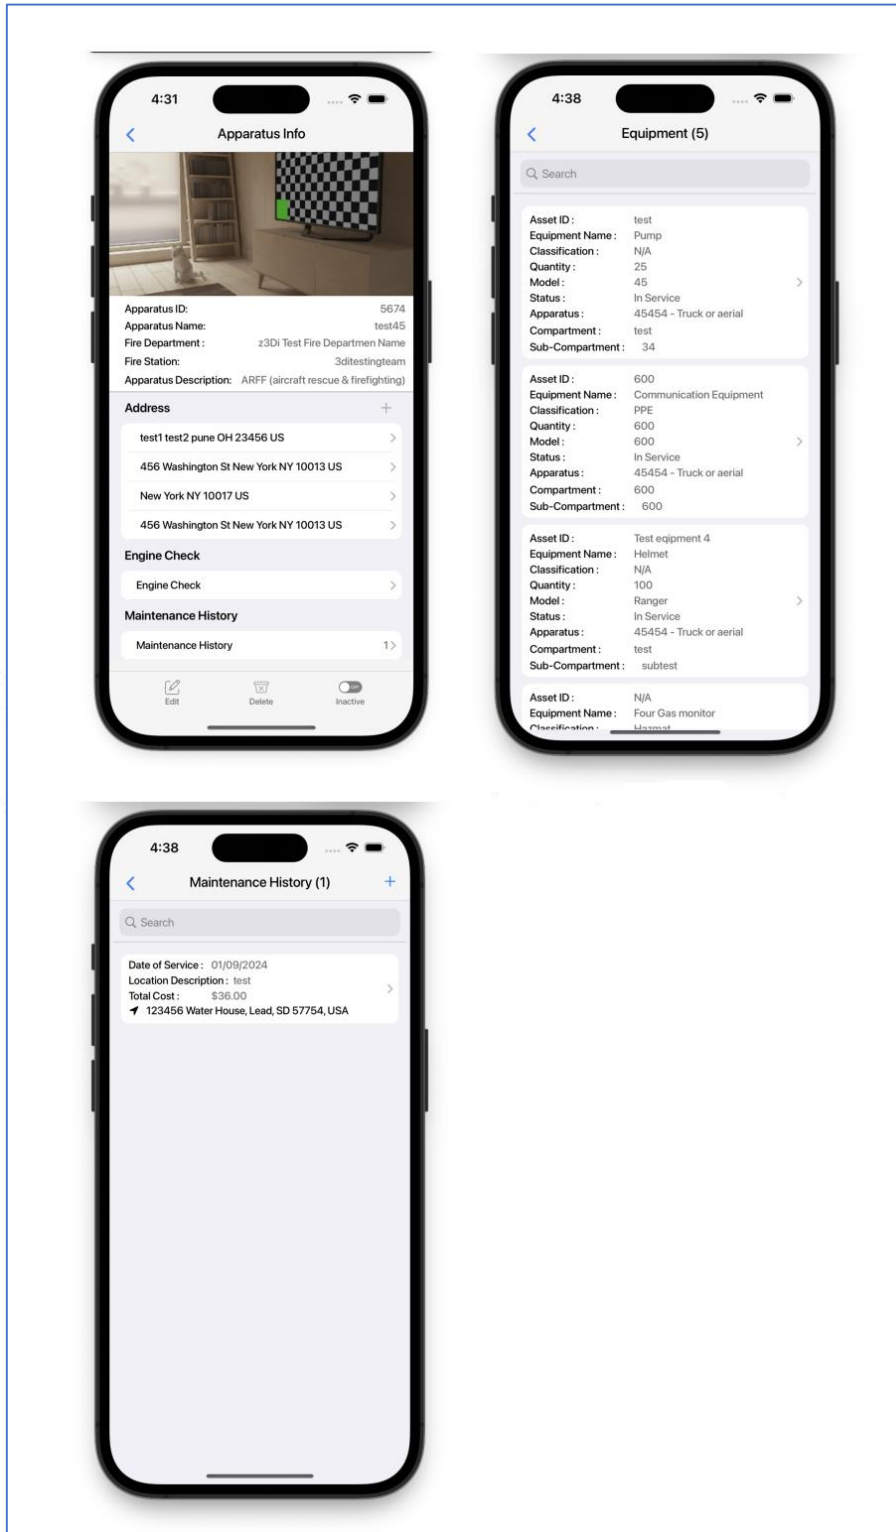 4:31
Apparatus Info
Apparatus ID: 5674
Apparatus Name: test45
Fire Department : z3Di Test Fire Departmen Name
Fire Station: 3ditestingteam
Apparatus Description: ARFF (aircraft rescue & firefighting)
Address
test1 test2 pune OH 23456 US
456 Washington St New York NY 10013 US
New York NY 10017 US
456 Washington St New York NY 10013 US
Engine Check
Engine Check
Maintenance History
Maintenance History 1
Edit Delete Inactive
4:38
Equipment (5)
Search
Asset ID : test
Equipment Name : Pump
Classification : N/A
Quantity : 25
Model : 45
Status : In Service
Apparatus : 45454 - Truck or aerial
Compartment : test
Sub-Compartment : 34
Asset ID : 600
Equipment Name : Communication Equipment
Classification : PPE
Quantity : 600
Model : 600
Status : In Service
Apparatus : 45454 - Truck or aerial
Compartment : 600
Sub-Compartment : 600
Asset ID : Test eqipment 4
Equipment Name : Helmet
Classification : N/A
Quantity : 100
Model : Ranger
Status : In Service
Apparatus : 45454 - Truck or aerial
Compartment : test
Sub-Compartment : subtest
Asset ID : N/A
Equipment Name : Four Gas monitor
Classification : Hazmat
4:38
Maintenance History (1) +
Search
Date of Service : 01/09/2024
Location Description : test
Total Cost : $36.00
123456 Water House, Lead, SD 57754, USA